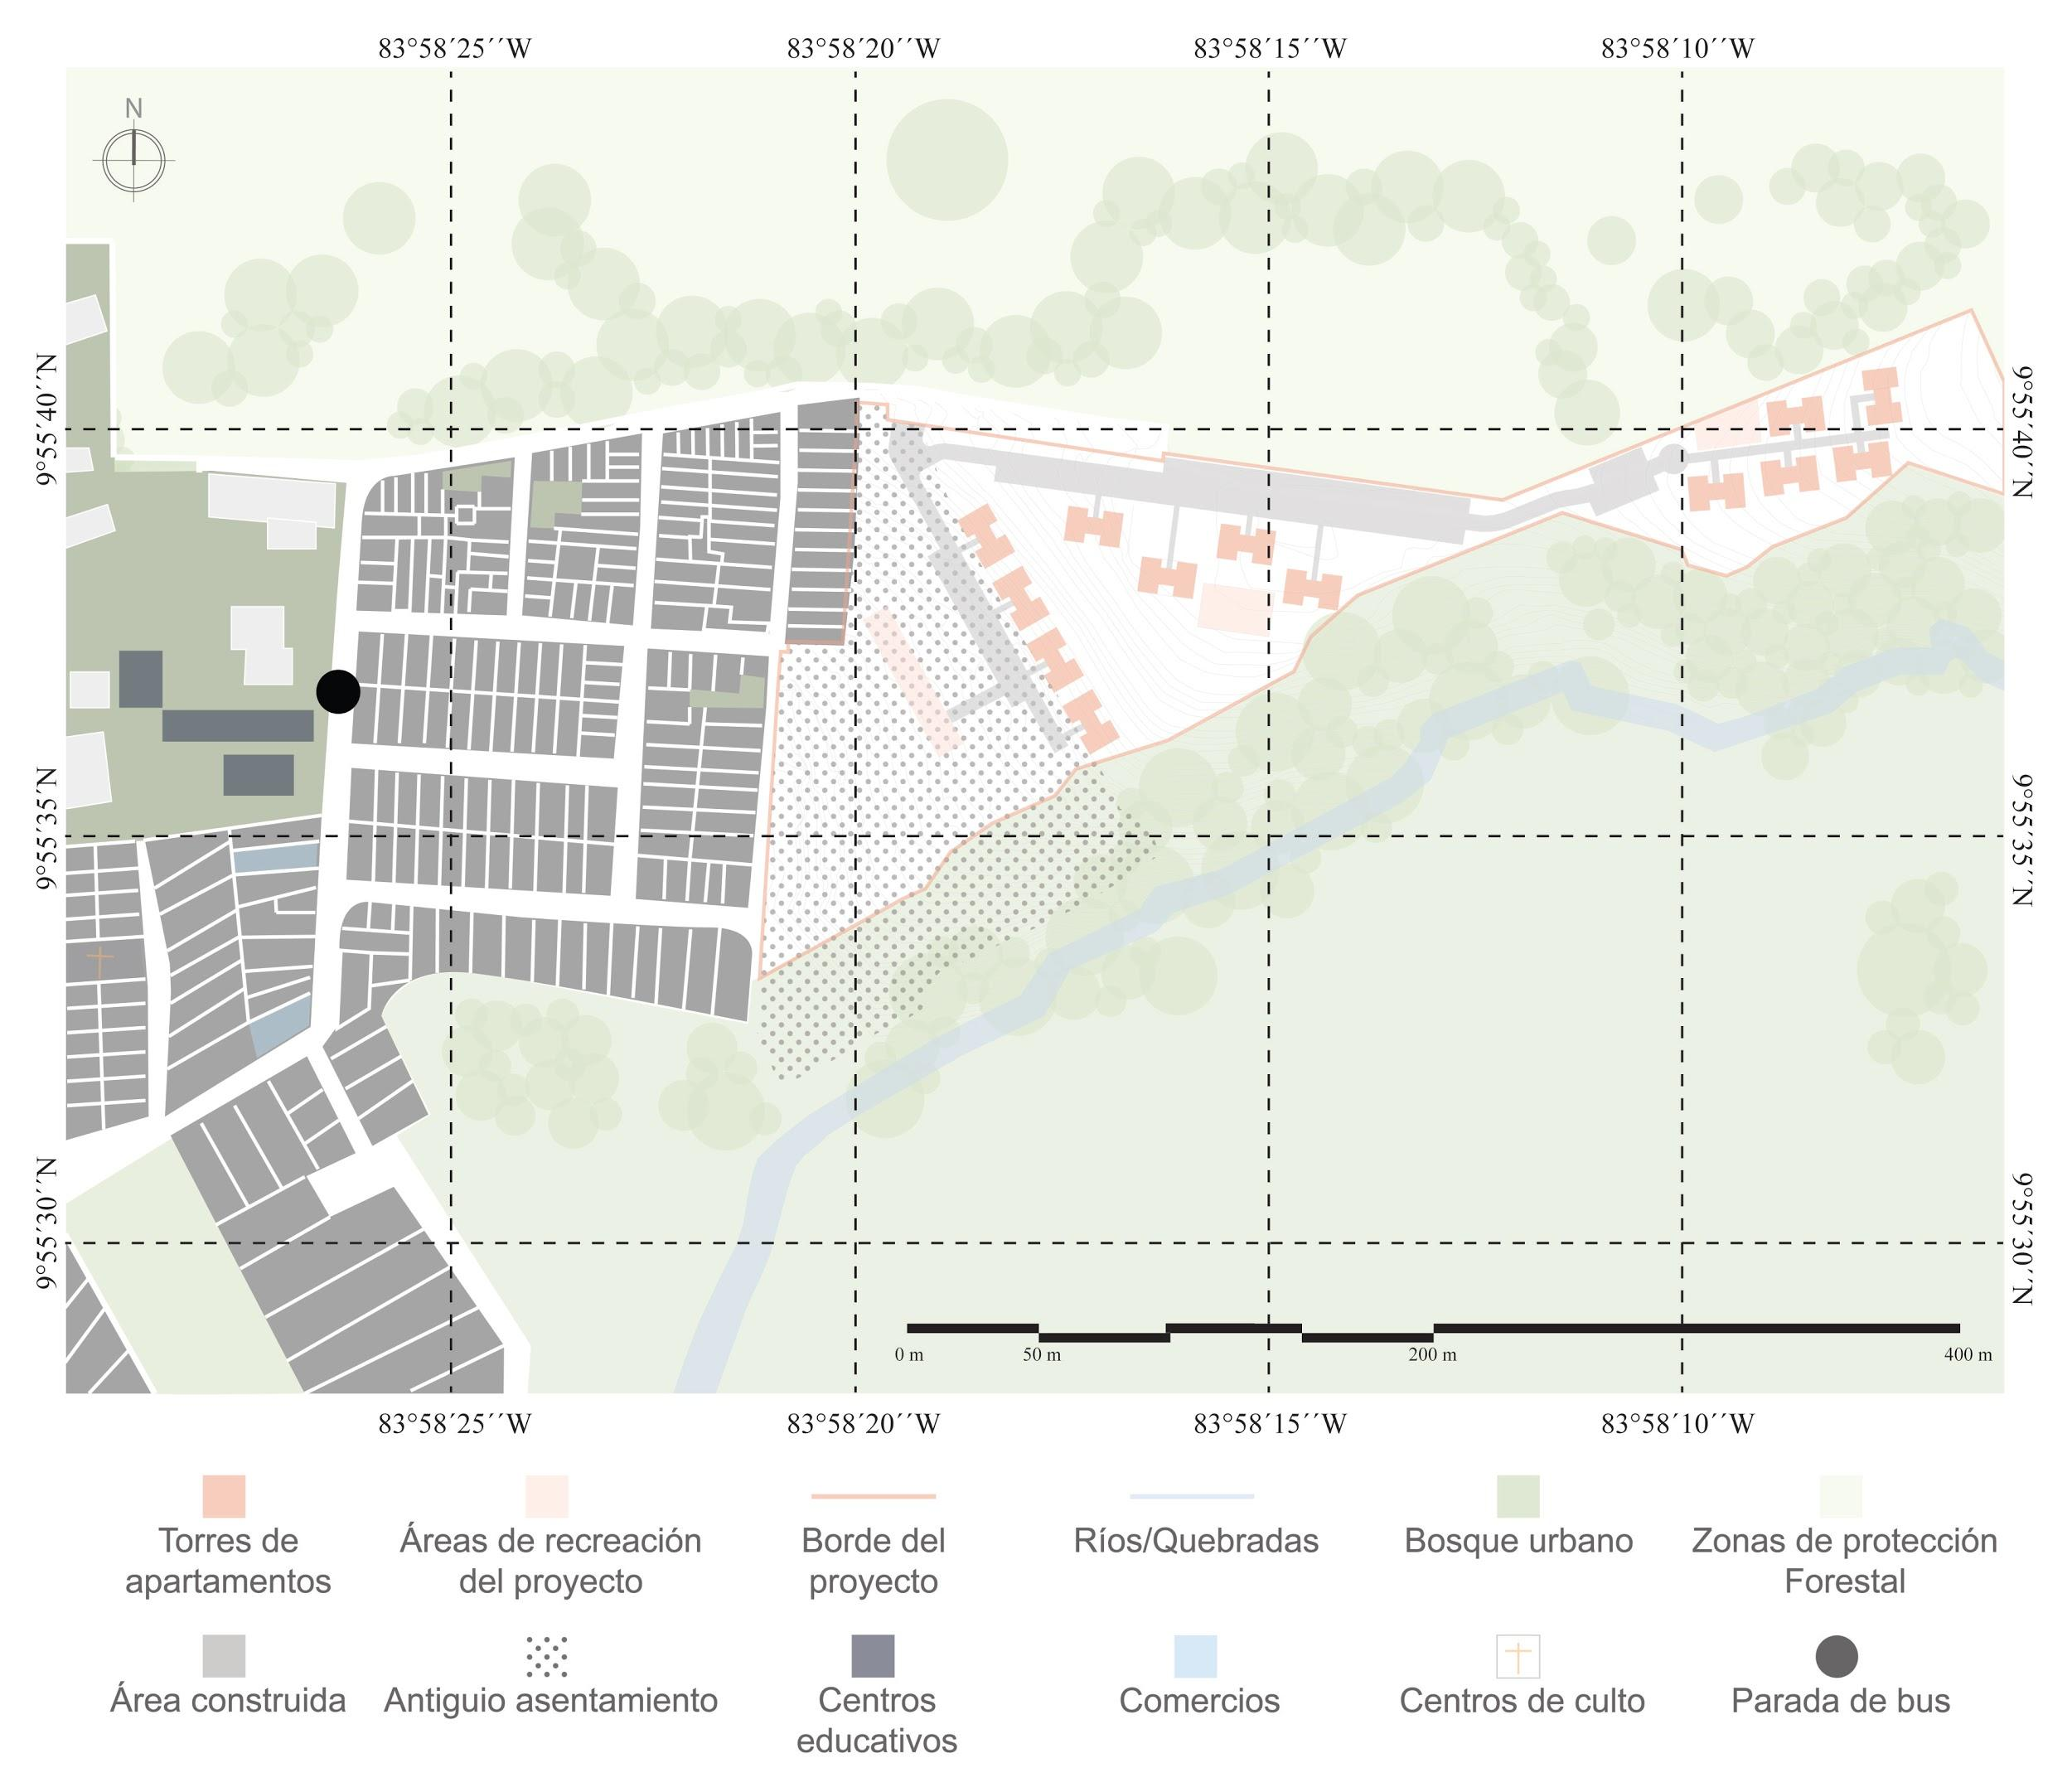 83°58´25´´W 83°58´20´´W 83°58´15´´W 83°58´10´´W
N
9°55´40´´N
9°55´40´´N
9°55´35´´N
9°55´35´´N
9°55´30´´N
9°55´30´´N
0 m 50 m 200 m 400 m
83°58´25´´W 83°58´20´´W 83°58´15´´W 83°58´10´´W
Torres de
apartamentos
Áreas de recreación
del proyecto
Borde del
proyecto
Ríos/Quebradas
Bosque urbano
Zonas de protección
Forestal
Área construida
Antiguio asentamiento
Centros
educativos
Comercios
Centros de culto
Parada de bus